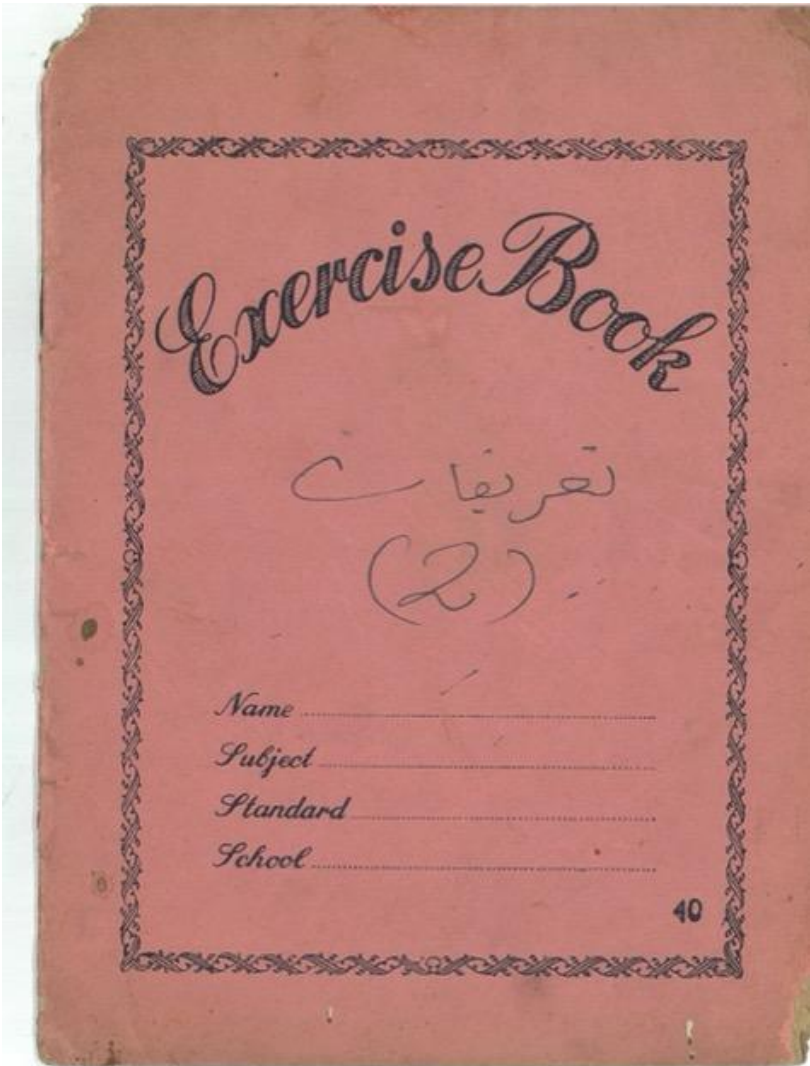 Exercise Book
تعريفات
(2)
Name
Subject
Standard
School
40